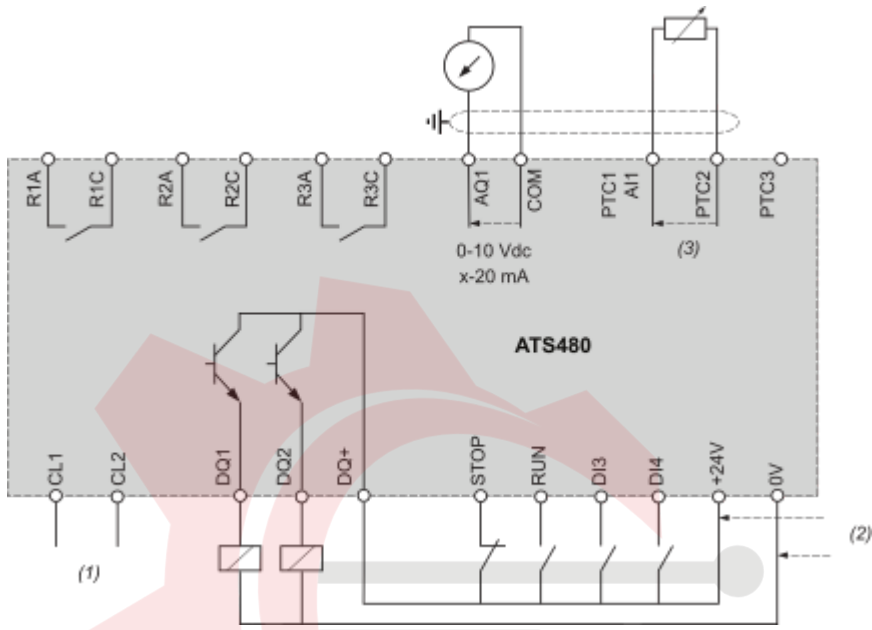 R1A
R1C
R2A
R2C
R3A
R3C
AQ1
COM
PTC1
AI1
PTC2
PTC3
0-10 Vdc
x-20 mA
(3)
ATS480
CL1
CL2
DQ1
DQ2
DQ+
STOP
RUN
DI3
DI4
+24V
0V
(1)
(2)